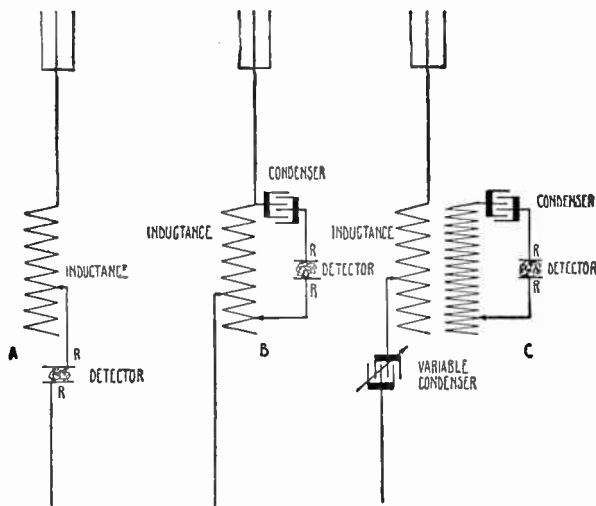 INDUCTANCE
R
R
DETECTOR
A
CONDENSER
INDUCTANCE
R
DETECTOR
R
B
INDUCTANCE
CONDENSER
R
DETECTOR
R
VARIABLE
CONDENSER
C